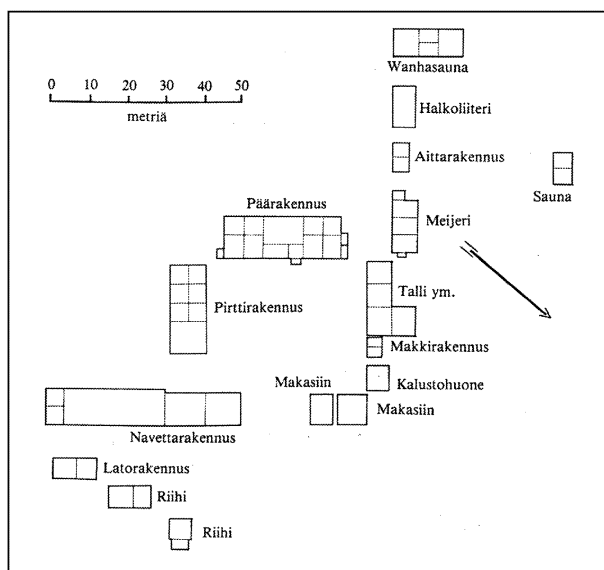 Wanhasauna
0 10 20 30 40 50
metriä
Halkoliiteri
Aittarakennus
Sauna
Päärakennus
Meijeri
Talli ym.
Pirttirakennus
Makkirakennus
Makasiin
Kalustohuone
Makasiin
Navettarakennus
Latorakennus
Riihi
Riihi